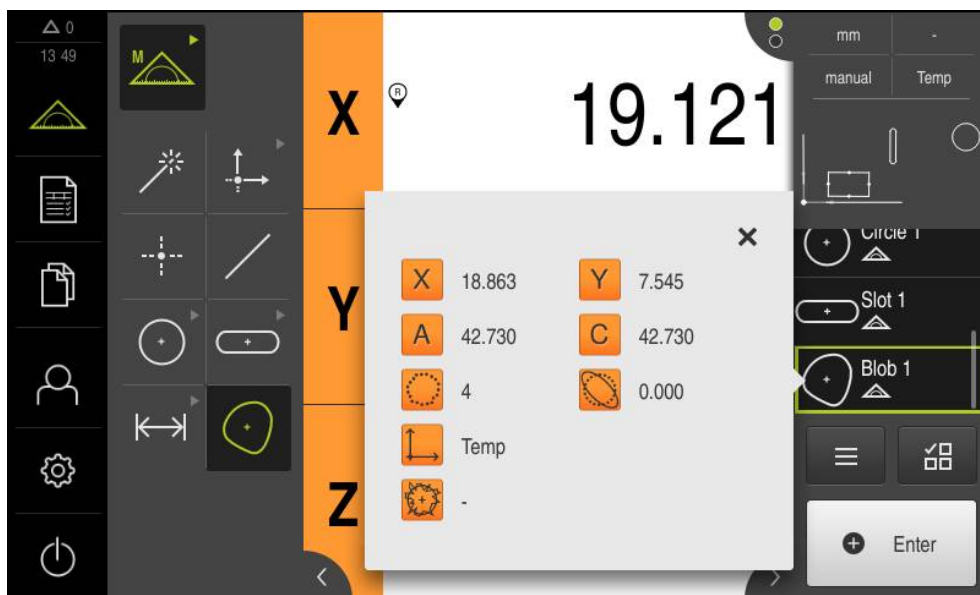 0
13 49
M
X
R
19.121
mm
-
manual
Temp
X 18.863 Y 7.545
A 42.730 C 42.730
4 0.000
Temp
-
Y
Z
Circle 1
Slot 1
Blob 1
Enter